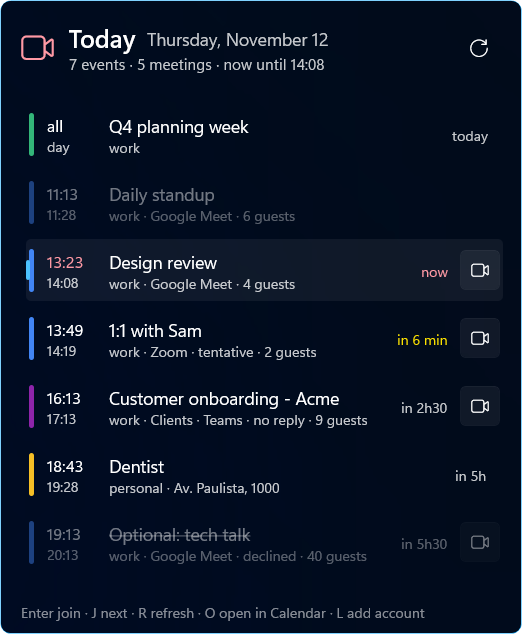 Today Thursday, November 12
7 events · 5 meetings · now until 14:08
all Q4 planning week today
day work
11:13 Daily standup
11:28 work · Google Meet · 6 guests
13:23 Design review now
14:08 work · Google Meet · 4 guests
13:49 1:1 with Sam in 6 min
14:19 work · Zoom · tentative · 2 guests
16:13 Customer onboarding - Acme in 2h30
17:13 work · Clients · Teams · no reply · 9 guests
18:43 Dentist in 5h
19:28 personal · Av. Paulista, 1000
19:13 Optional: tech talk in 5h30
20:13 work · Google Meet · declined · 40 guests
Enter join · J next · R refresh · O open in Calendar · L add account